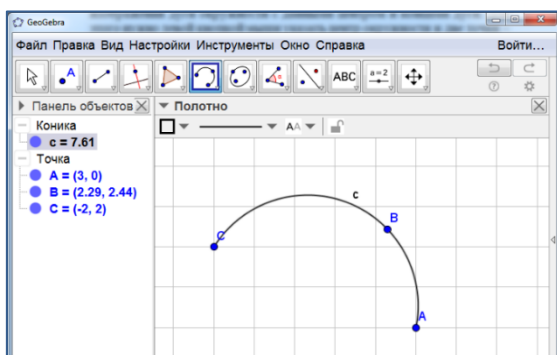 GeoGebra
Файл Правка Вид Настройки Инструменты Окно Справка
Войти...
A
ABC
a=2
Панель объектов
Полотно
Коника
c = 7.61
Точка
A = (3, 0)
B = (2.29, 2.44)
C = (-2, 2)
AA
c
B
C
A